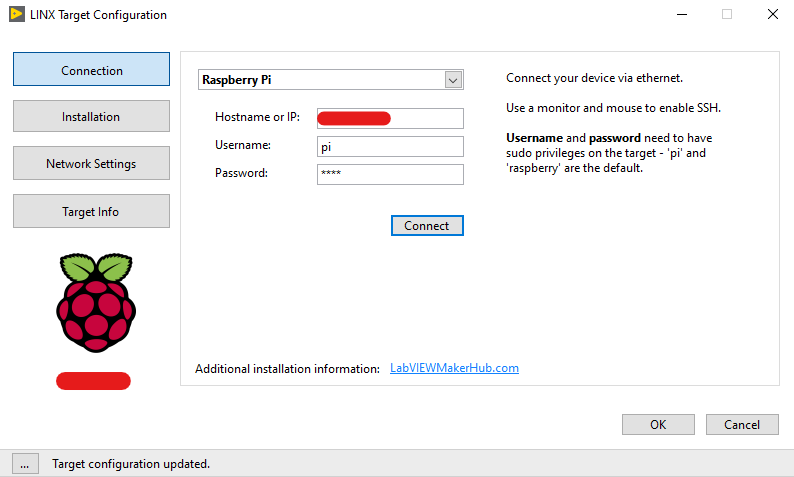 LINX Target Configuration
Connection
Installation
Network Settings
Target Info
Raspberry Pi
Hostname or IP:
Username:
pi
Password:
****
Connect
Connect your device via ethernet.
Use a monitor and mouse to enable SSH.
Username and password need to have
sudo privileges on the target - 'pi' and
'raspberry' are the default.
Additional installation information: LabVIEWMakerHub.com
OK
Cancel
...
Target configuration updated.